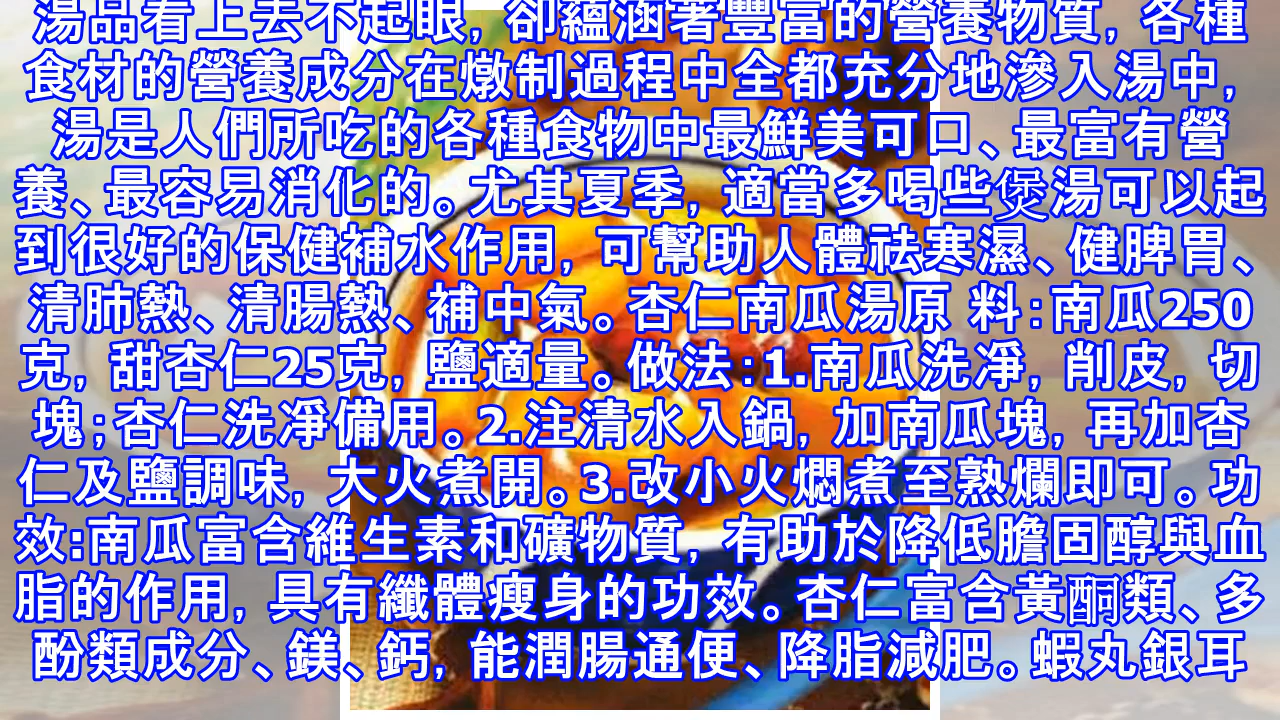 湯品看上去不起眼, 卻蘊涵著豐富的營養物質, 各種
食材的營養成分在燉制過程中全都充分地滲入湯中,
湯是人們所吃的各種食物中最鮮美可口、最富有營
養、最容易消化的。尤其夏季, 適當多喝些煲湯可以起
到很好的保健補水作用, 可幫助人體祛寒濕、健脾胃、
清肺熱、清腸熱、補中氣。杏仁南瓜湯原 料:南瓜250
克, 甜杏仁25克, 鹽適量。做法:1.南瓜洗凈, 削皮, 切
塊;杏仁洗凈備用。2.注清水入鍋, 加南瓜塊, 再加杏
仁及鹽調味, 大火煮開。3.改小火燜煮至熟爛即可。功
效:南瓜富含維生素和礦物質, 有助於降低膽固醇與血
脂的作用, 具有纖體瘦身的功效。杏仁富含黃酮類、多
酚類成分、鎂、鈣, 能潤腸通便、降脂減肥。蝦丸銀耳